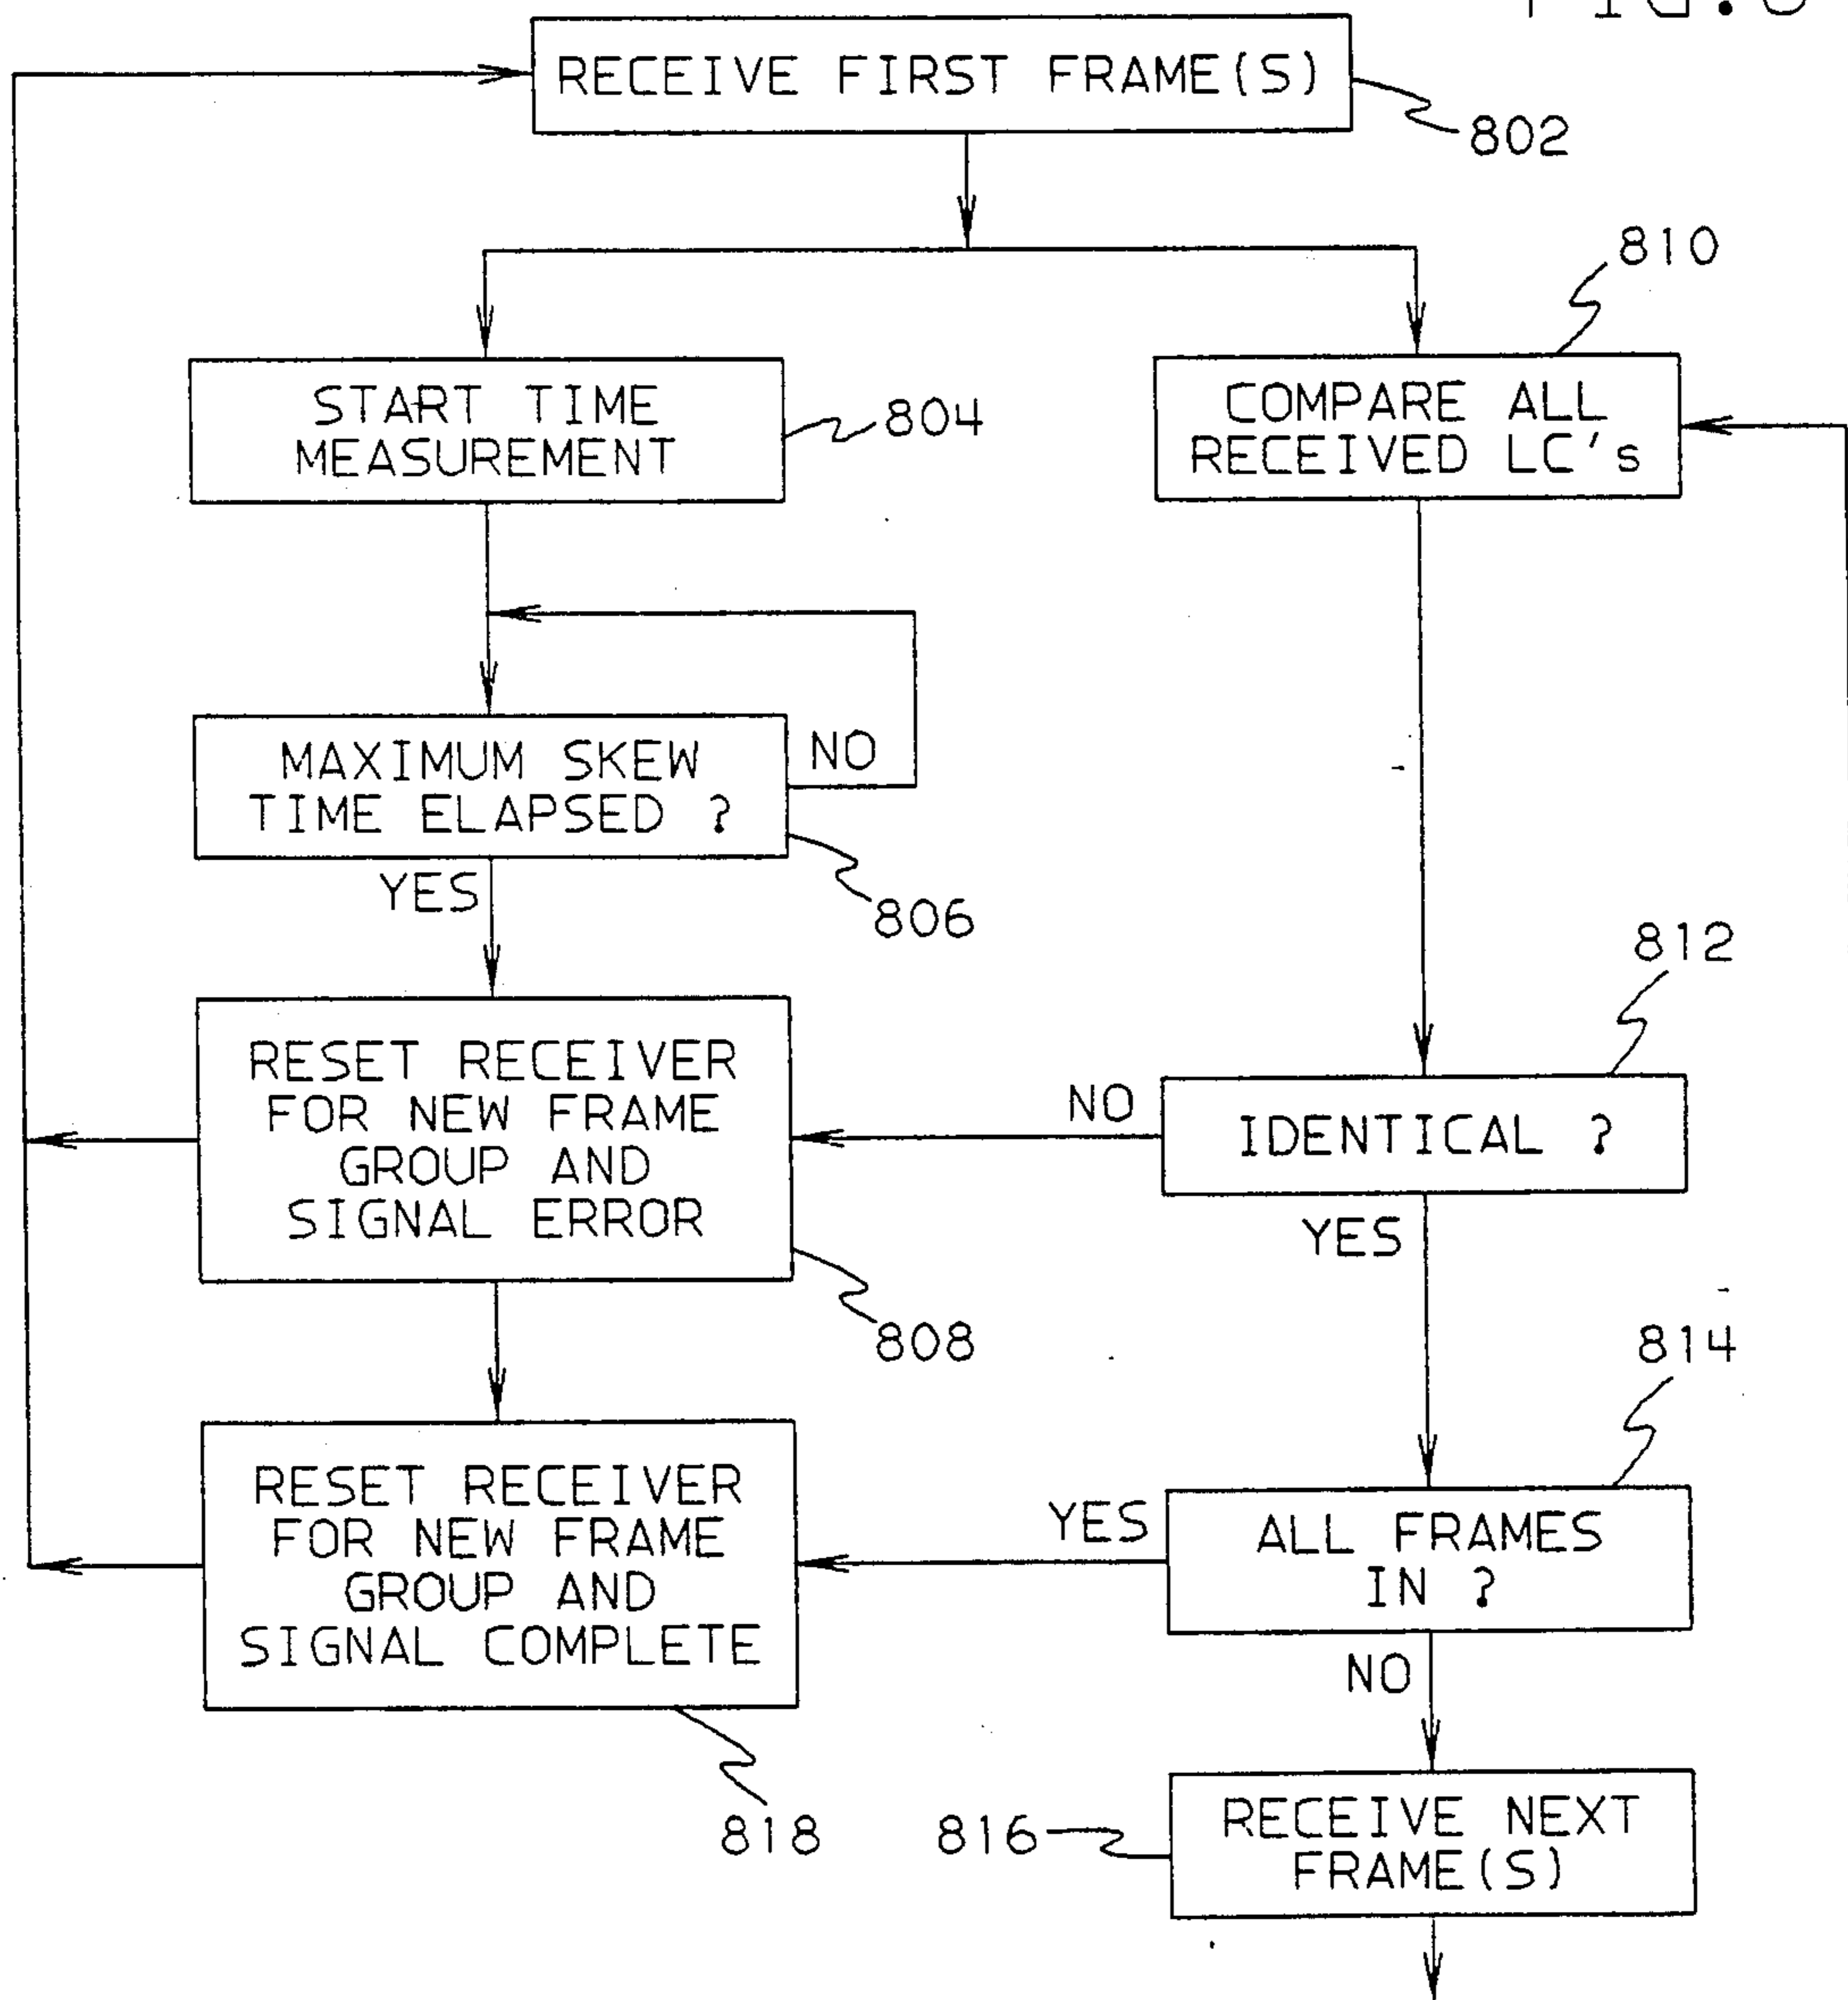 FIG.
RECEIVE FIRST FRAME(S)
802
810
START TIME
MEASUREMENT
804
COMPARE ALL
RECEIVED LC's
MAXIMUM SKEW
TIME ELAPSED ?
NO
YES
806
812
RESET RECEIVER
FOR NEW FRAME
GROUP AND
SIGNAL ERROR
NO
IDENTICAL ?
YES
808
814
RESET RECEIVER
FOR NEW FRAME
GROUP AND
SIGNAL COMPLETE
YES
ALL FRAMES
IN ?
NO
818
816
RECEIVE NEXT
FRAME(S)